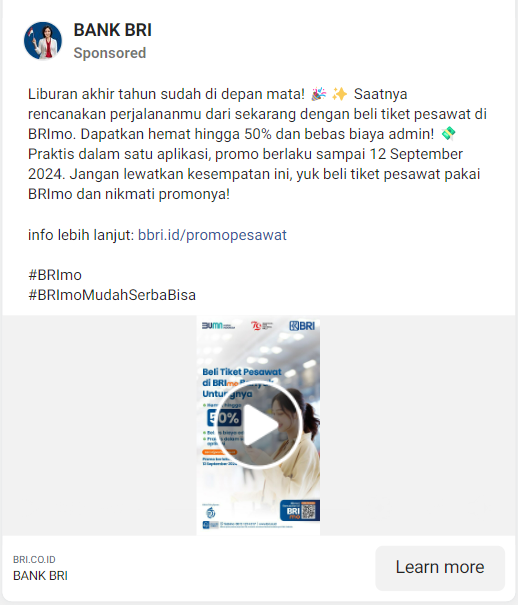 BANK BRI
Sponsored
Liburan akhir tahun sudah di depan mata! 🎉 ✨ Saatnya
rencanakan perjalananmu dari sekarang dengan beli tiket pesawat di
BRImo. Dapatkan hemat hingga 50% dan bebas biaya admin! 💸
Praktis dalam satu aplikasi, promo berlaku sampai 12 September
2024. Jangan lewatkan kesempatan ini, yuk beli tiket pesawat pakai
BRImo dan nikmati promonya!
info lebih lanjut: bbri.id/promopesawat
#BRImo
#BRImoMudahSerbaBisa
BUMN BRI
Beli Tiket Pesawat
di BRImo
Untungnya
50%
12 September
BRI
mo
BRI.CO.ID
BANK BRI
Learn more